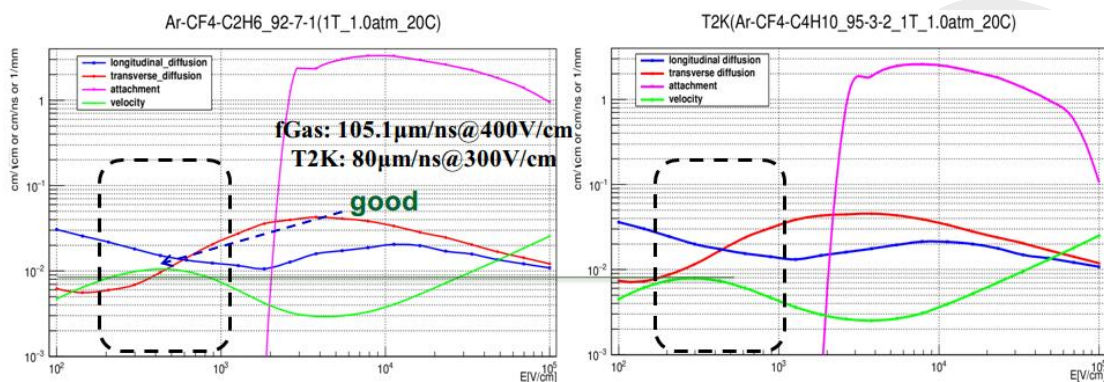 Ar-CF4-C2H6_92-7-1(1T_1.0atm_20C)
longitudinal_diffusion
transverse_diffusion
attachment
velocity
cm/√cm or cm/ns or 1/mm
1
10⁻¹
10⁻²
10⁻³
fGas: 105.1μm/ns@400V/cm
T2K: 80μm/ns@300V/cm
good
10²
10³
10⁴
10⁵
E[V/cm]
T2K(Ar-CF4-C4H10_95-3-2_1T_1.0atm_20C)
longitudinal diffusion
transverse diffusion
attachment
velocity
cm/√cm or cm/ns or 1/mm
1
10⁻¹
10⁻²
10⁻³
10²
10³
10⁴
10⁵
E[V/cm]